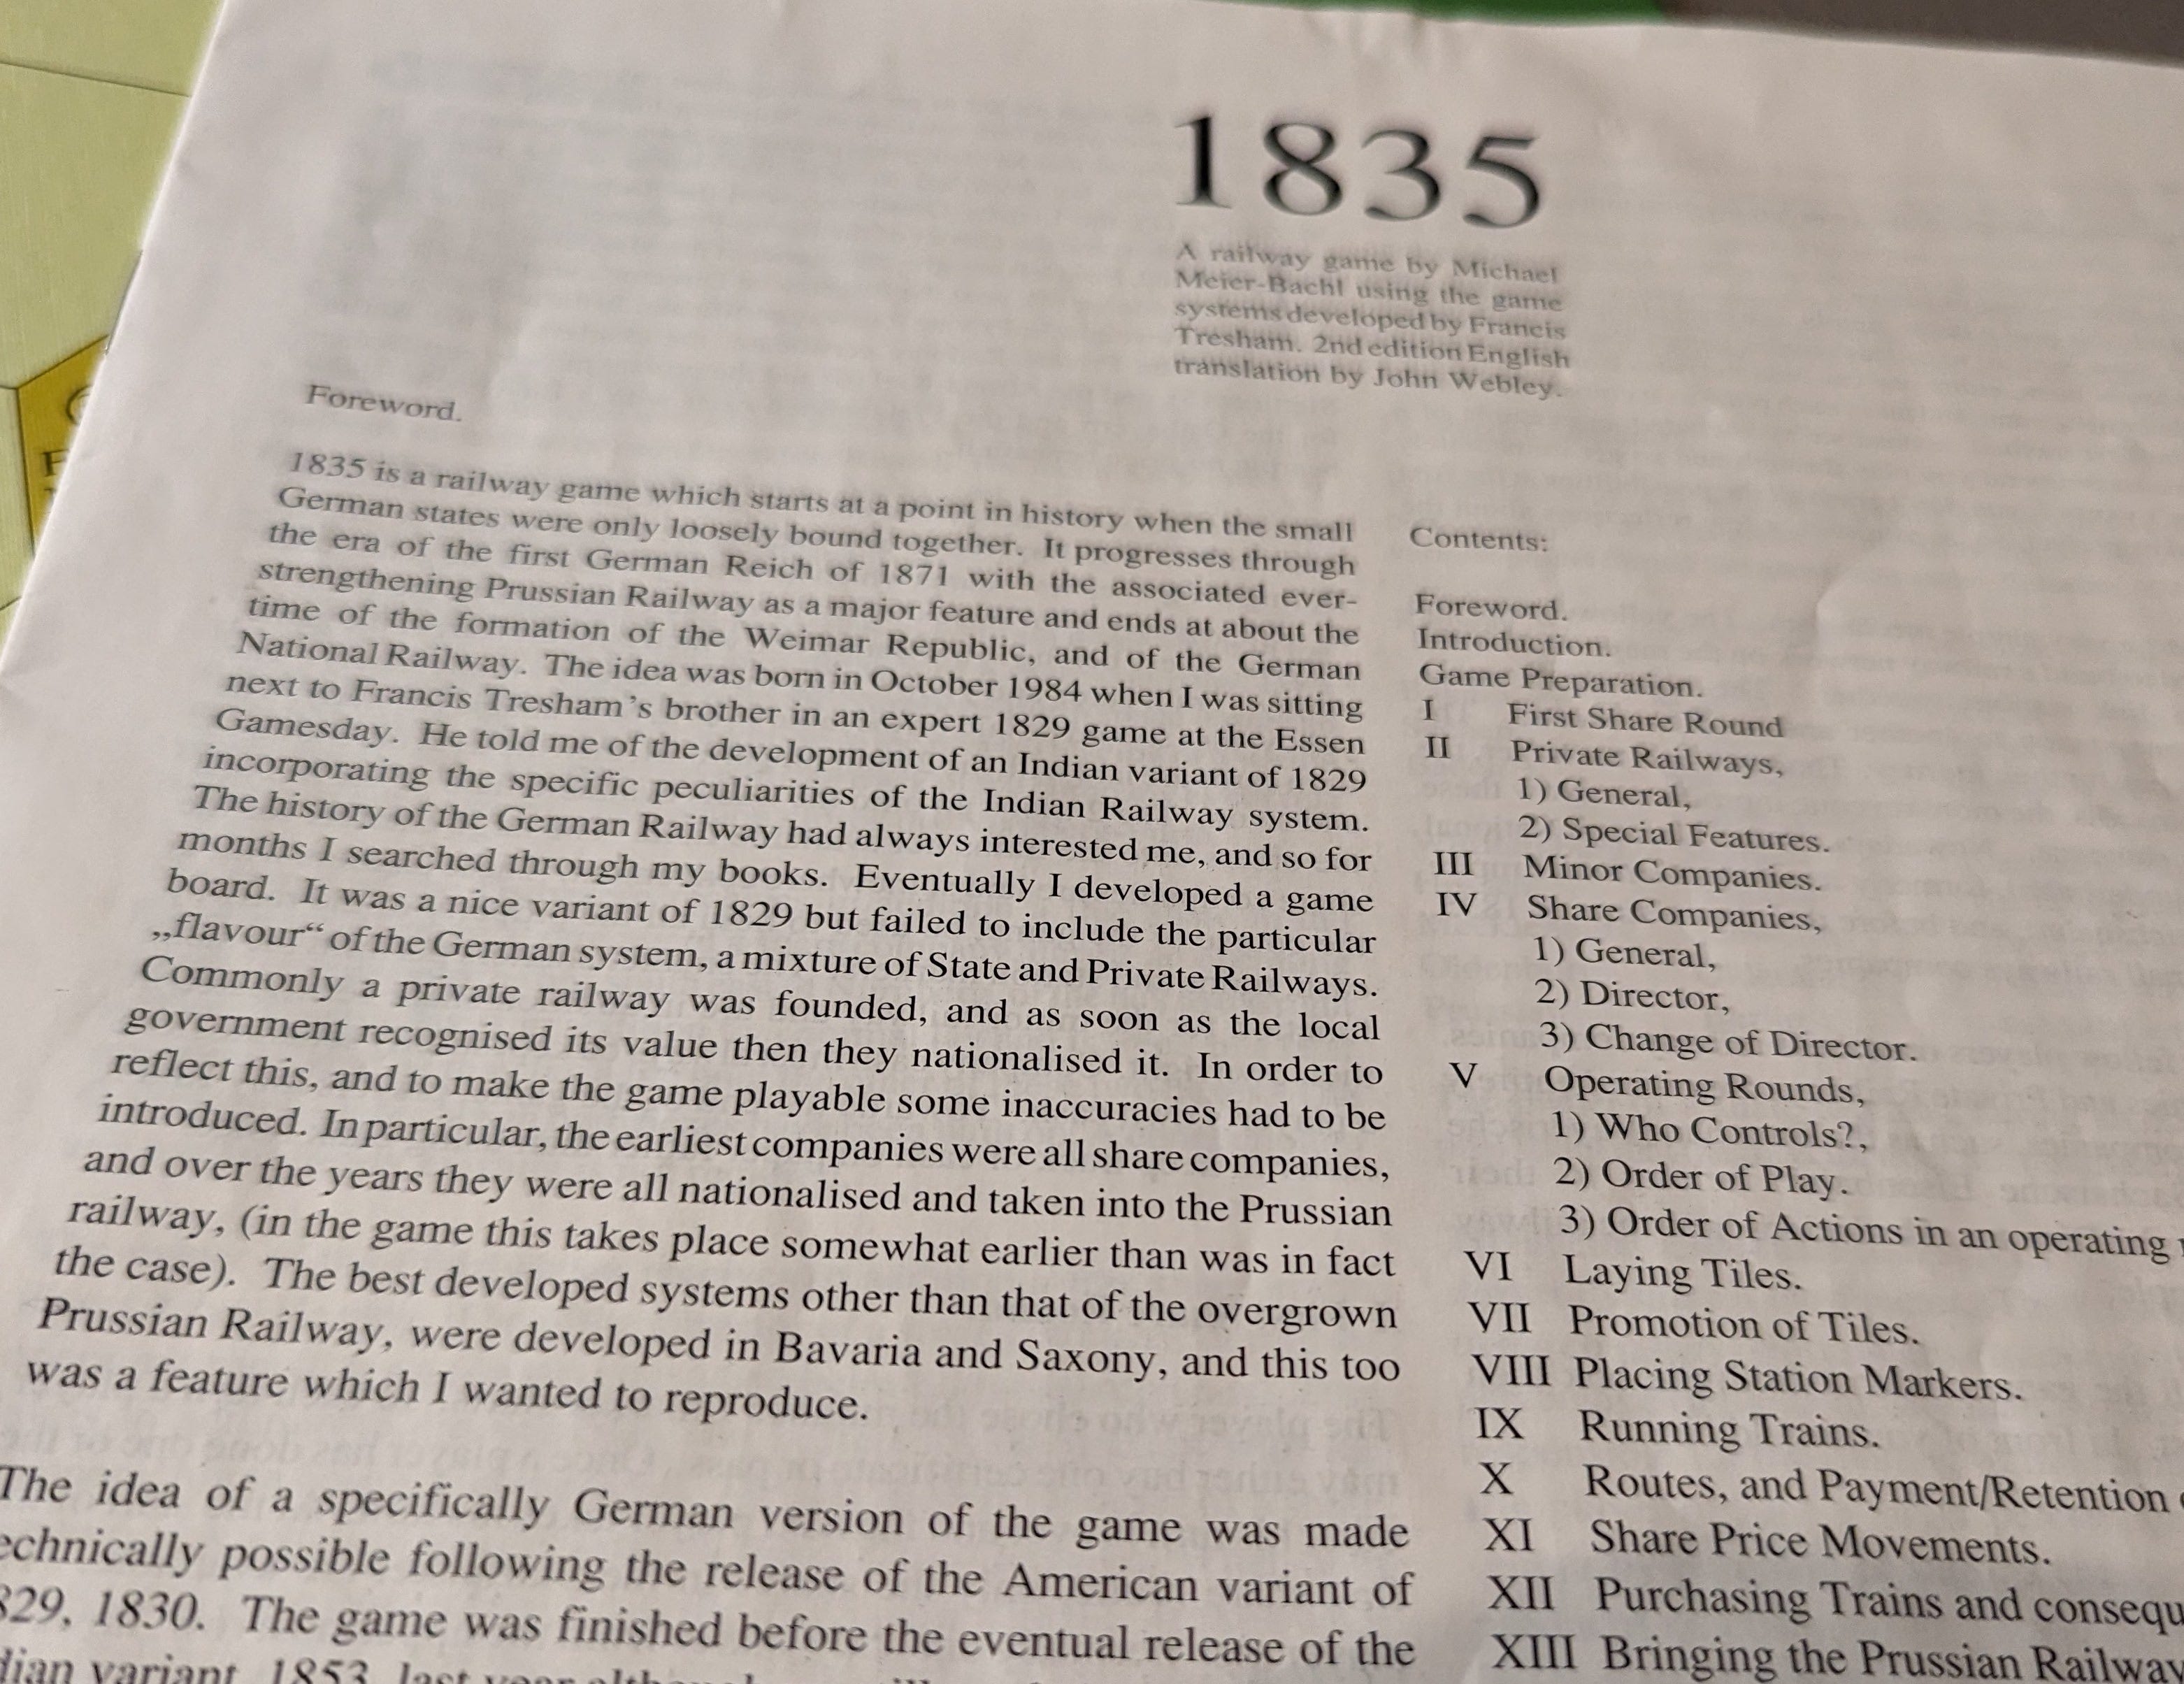 1835
A railway game by Michael
Meier-Bachl using the game
systems developed by Francis
Tresham. 2nd edition English
translation by John Webley.
Foreword.
1835 is a railway game which starts at a point in history when the small
German states were only loosely bound together. It progresses through
the era of the first German Reich of 1871 with the associated ever-
strengthening Prussian Railway as a major feature and ends at about the
time of the formation of the Weimar Republic, and of the German
National Railway. The idea was born in October 1984 when I was sitting
next to Francis Tresham's brother in an expert 1829 game at the Essen
Gamesday. He told me of the development of an Indian variant of 1829
incorporating the specific peculiarities of the Indian Railway system.
The history of the German Railway had always interested me, and so for
months I searched through my books. Eventually I developed a game
board. It was a nice variant of 1829 but failed to include the particular
„flavour“ of the German system, a mixture of State and Private Railways.
Commonly a private railway was founded, and as soon as the local
government recognised its value then they nationalised it. In order to
reflect this, and to make the game playable some inaccuracies had to be
introduced. In particular, the earliest companies were all share companies,
and over the years they were all nationalised and taken into the Prussian
railway, (in the game this takes place somewhat earlier than was in fact
the case). The best developed systems other than that of the overgrown
Prussian Railway, were developed in Bavaria and Saxony, and this too
was a feature which I wanted to reproduce.
The idea of a specifically German version of the game was made
echnically possible following the release of the American variant of
829, 1830. The game was finished before the eventual release of the
dian variant, 1853, last year
Contents:
Foreword.
Introduction.
Game Preparation.
I First Share Round
II Private Railways,
1) General,
2) Special Features.
III Minor Companies.
IV Share Companies,
1) General,
2) Director,
3) Change of Director.
V Operating Rounds,
1) Who Controls?,
2) Order of Play.
3) Order of Actions in an operating
VI Laying Tiles.
VII Promotion of Tiles.
VIII Placing Station Markers.
IX Running Trains.
X Routes, and Payment/Retention
XI Share Price Movements.
XII Purchasing Trains and consequ
XIII Bringing the Prussian Railway